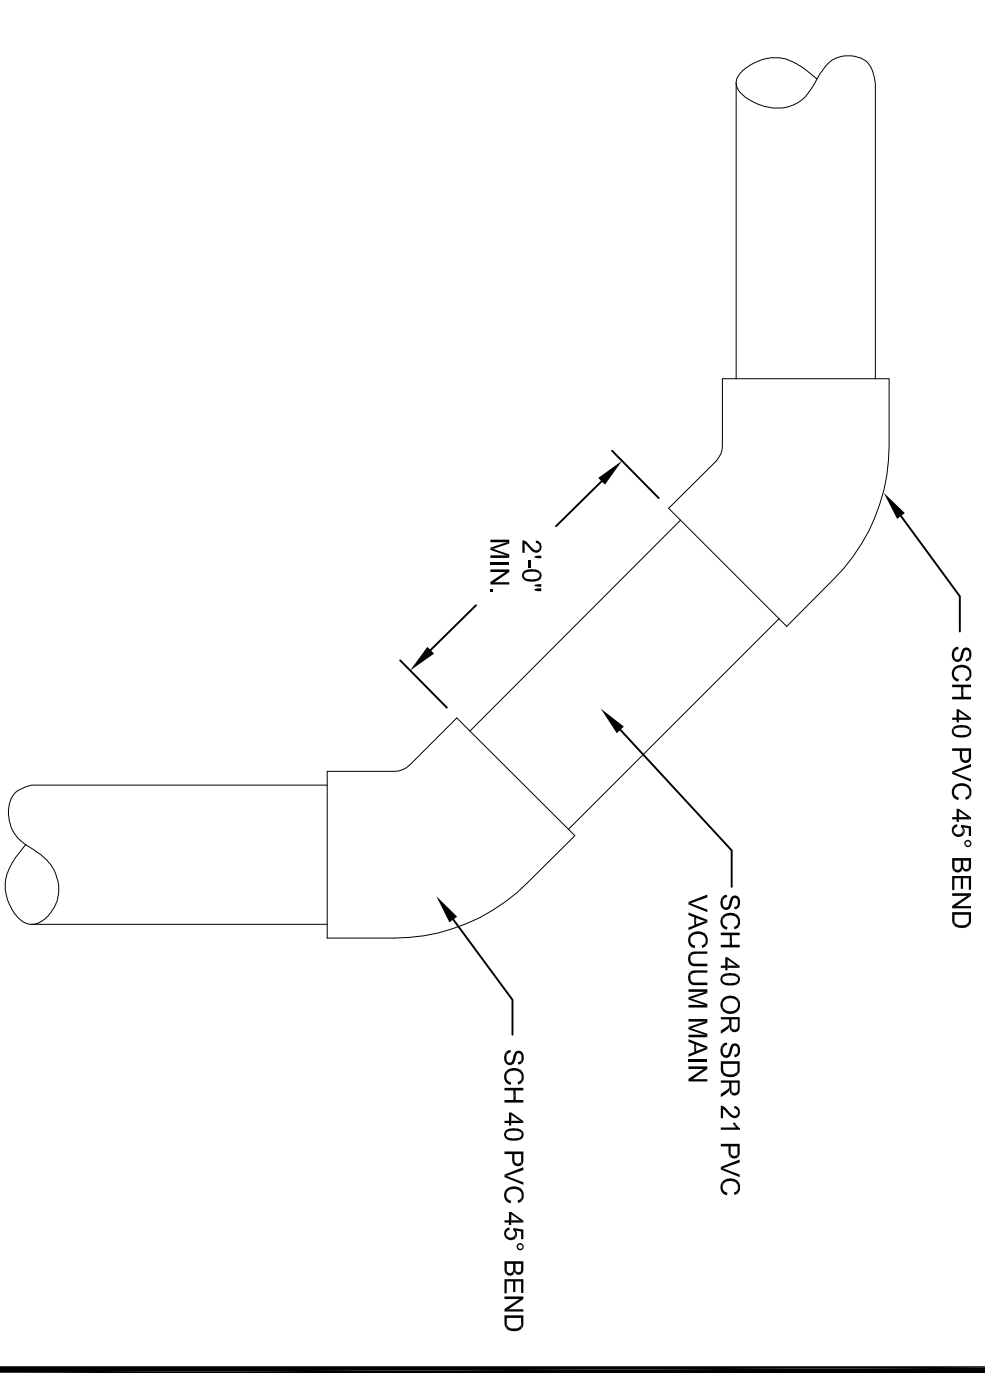 SCH 40 PVC 45° BEND
SCH 40 OR SDR 21 PVC
VACUUM MAIN
2'-0"
MIN.
SCH 40 PVC 45° BEND